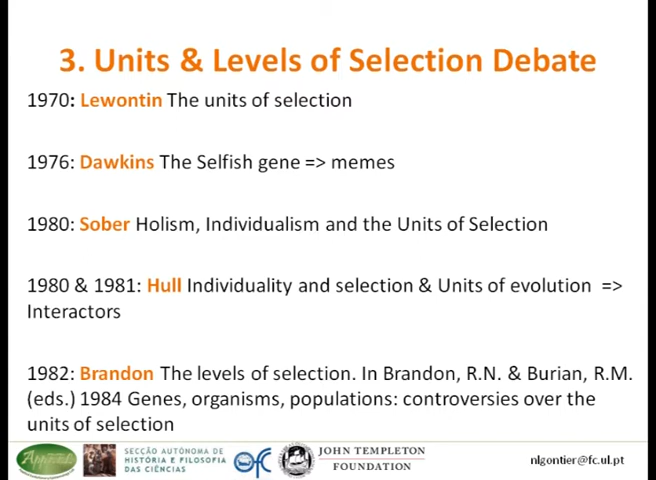 3. Units & Levels of Selection Debate
1970: Lewontin The units of selection
1976: Dawkins The Selfish gene => memes
1980: Sober Holism, Individualism and the Units of Selection
1980 & 1981: Hull Individuality and selection & Units of evolution =>
Interactors
1982: Brandon The levels of selection. In Brandon, R.N. & Burian, R.M.
(eds.) 1984 Genes, organisms, populations: controversies over the
units of selection
SECÇÃO AUTÓNOMA DE
HISTÓRIA E FILOSOFIA
DAS CIÊNCIAS
JOHN TEMPLETON
FOUNDATION
nlgontier@fc.ul.pt